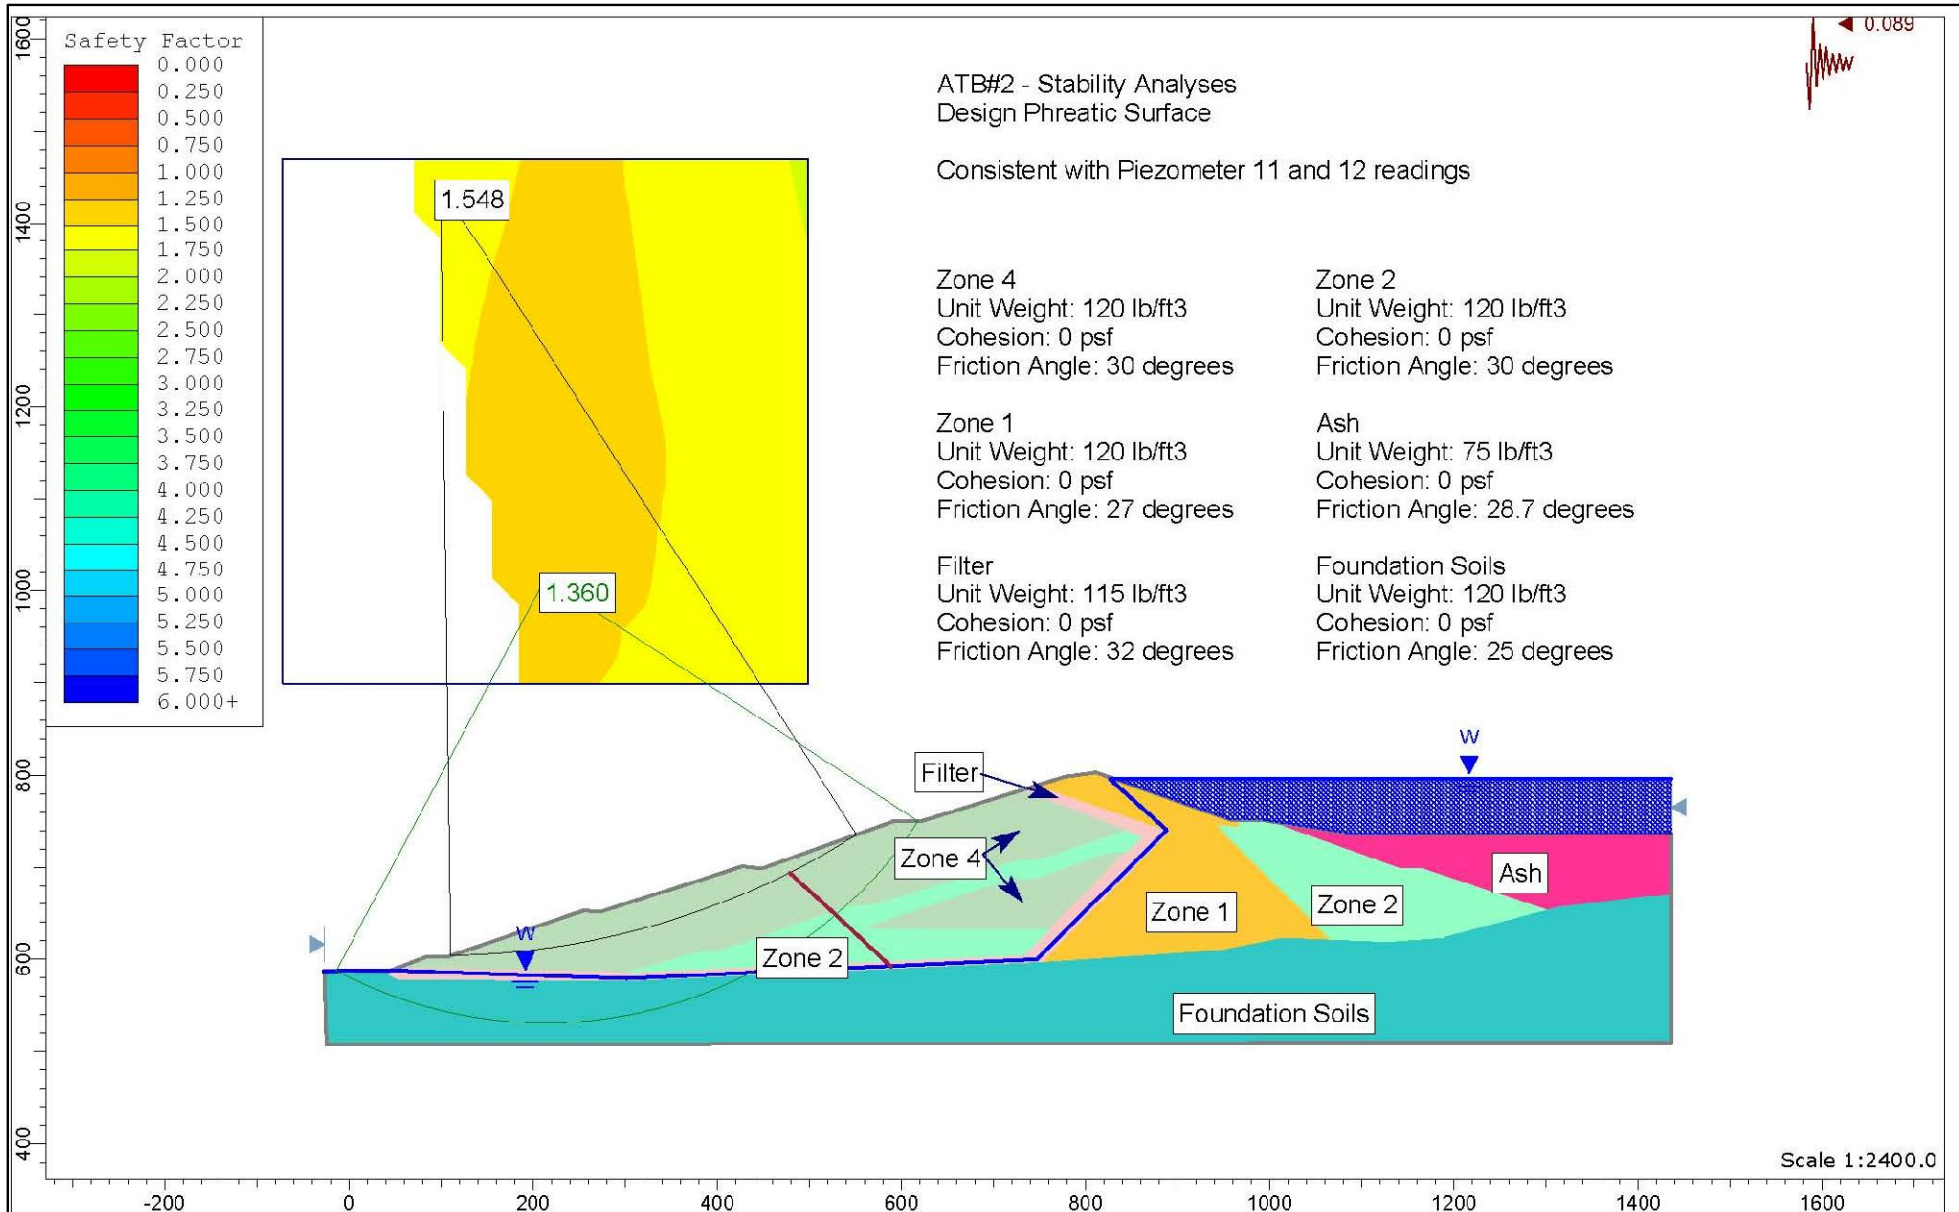 Safety Factor
0.000
0.250
0.500
0.750
1.000
1.250
1.500
1.750
2.000
2.250
2.500
2.750
3.000
3.250
3.500
3.750
4.000
4.250
4.500
4.750
5.000
5.250
5.500
5.750
6.000+
0.089
ATB#2 - Stability Analyses
Design Phreatic Surface
Consistent with Piezometer 11 and 12 readings
Zone 4
Unit Weight: 120 lb/ft3
Cohesion: 0 psf
Friction Angle: 30 degrees
Zone 2
Unit Weight: 120 lb/ft3
Cohesion: 0 psf
Friction Angle: 30 degrees
Zone 1
Unit Weight: 120 lb/ft3
Cohesion: 0 psf
Friction Angle: 27 degrees
Ash
Unit Weight: 75 lb/ft3
Cohesion: 0 psf
Friction Angle: 28.7 degrees
Filter
Unit Weight: 115 lb/ft3
Cohesion: 0 psf
Friction Angle: 32 degrees
Foundation Soils
Unit Weight: 120 lb/ft3
Cohesion: 0 psf
Friction Angle: 25 degrees
1.548
1.360
W
Filter
Zone 4
Ash
Zone 1
Zone 2
W
Zone 2
Foundation Soils
1600
1400
1200
1000
800
600
400
Scale 1:2400.0
-200 0 200 400 600 800 1000 1200 1400 1600